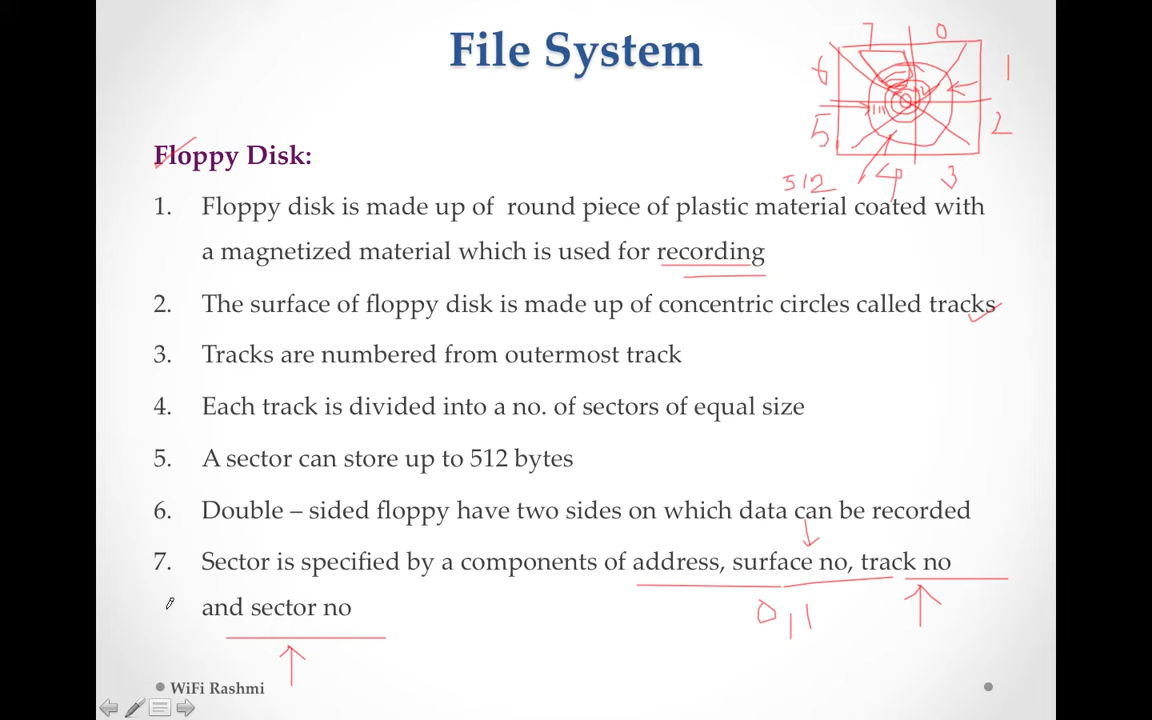 File System
7 0
6 1
5 2
512 4 3
Floppy Disk:
1. Floppy disk is made up of round piece of plastic material coated with
a magnetized material which is used for recording
2. The surface of floppy disk is made up of concentric circles called tracks
3. Tracks are numbered from outermost track
4. Each track is divided into a no. of sectors of equal size
5. A sector can store up to 512 bytes
6. Double – sided floppy have two sides on which data can be recorded
7. Sector is specified by a components of address, surface no, track no
and sector no
0,1
WiFi Rashmi